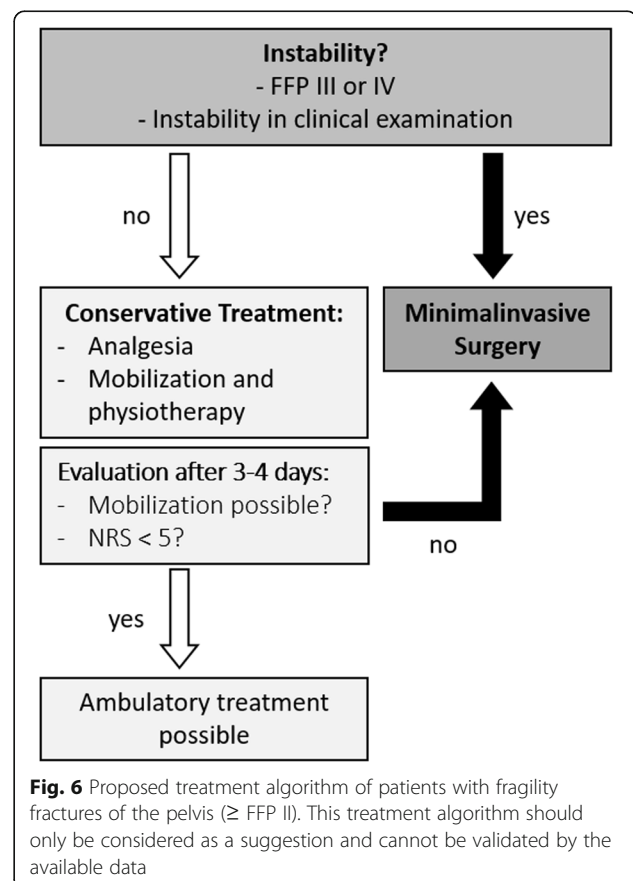 Instability?
- FFP III or IV
- Instability in clinical examination
no
yes
Conservative Treatment:
- Analgesia
- Mobilization and
physiotherapy
Minimalinvasive
Surgery
Evaluation after 3-4 days:
- Mobilization possible?
- NRS < 5?
no
yes
Ambulatory treatment
possible
Fig. 6 Proposed treatment algorithm of patients with fragility
fractures of the pelvis (≥ FFP II). This treatment algorithm should
only be considered as a suggestion and cannot be validated by the
available data